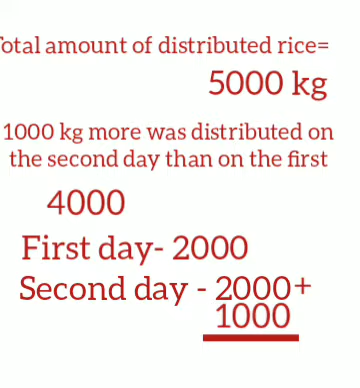 otal amount of distributed rice=
5000 kg
1000 kg more was distributed on
the second day than on the first
4000
First day- 2000
Second day - 2000+
1000